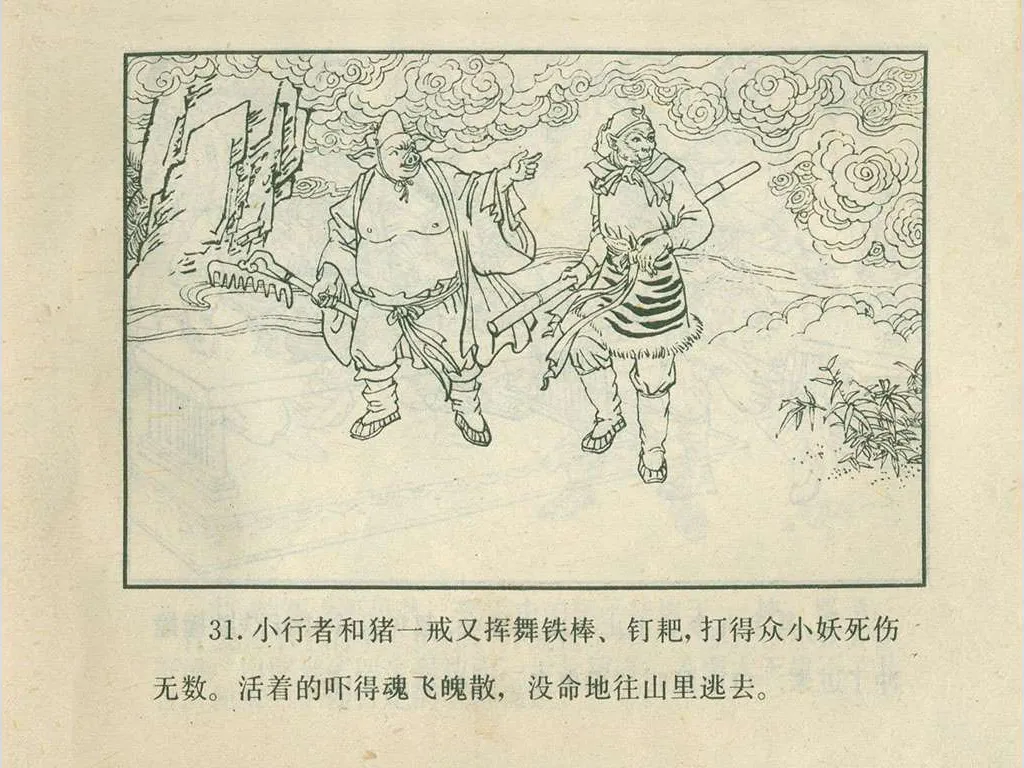 31. 小行者和猪一戒又挥舞铁棒、钉耙,打得众小妖死伤
无数。活着的吓得魂飞魄散，没命地往山里逃去。